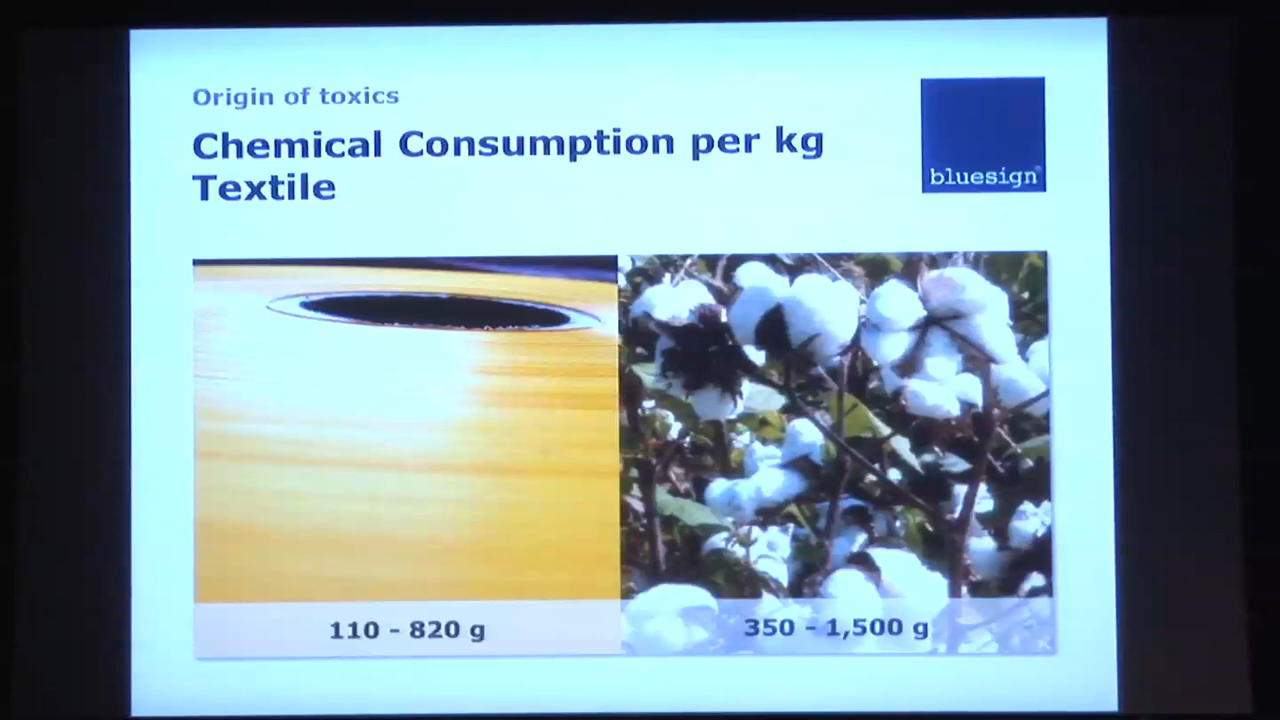 Origin of toxics
Chemical Consumption per kg
Textile
bluesign®
110 - 820 g
350 - 1,500 g